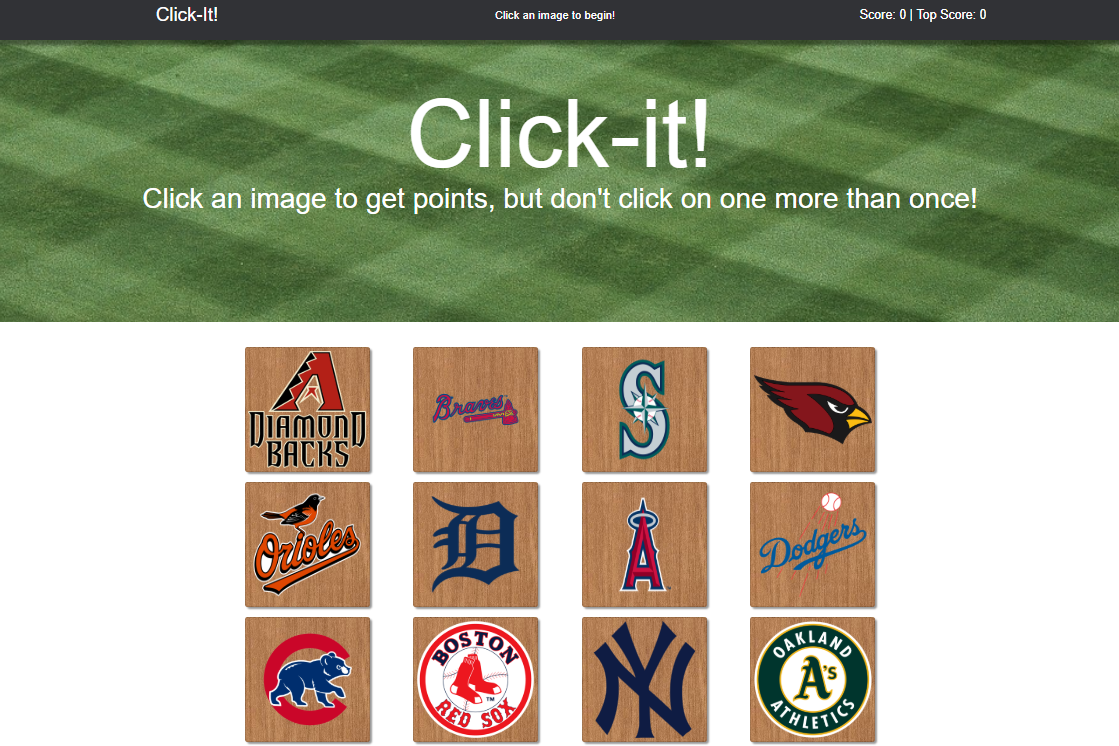 Click-It!
Click an image to begin!
Score: 0 | Top Score: 0
Click-it!
Click an image to get points, but don't click on one more than once!
A
DIAMOND
BACKS
Braves
S
Orioles
D
A
Dodgers
C
BOSTON
RED SOX
TM
NY
OAKLAND
A's
ATHLETICS